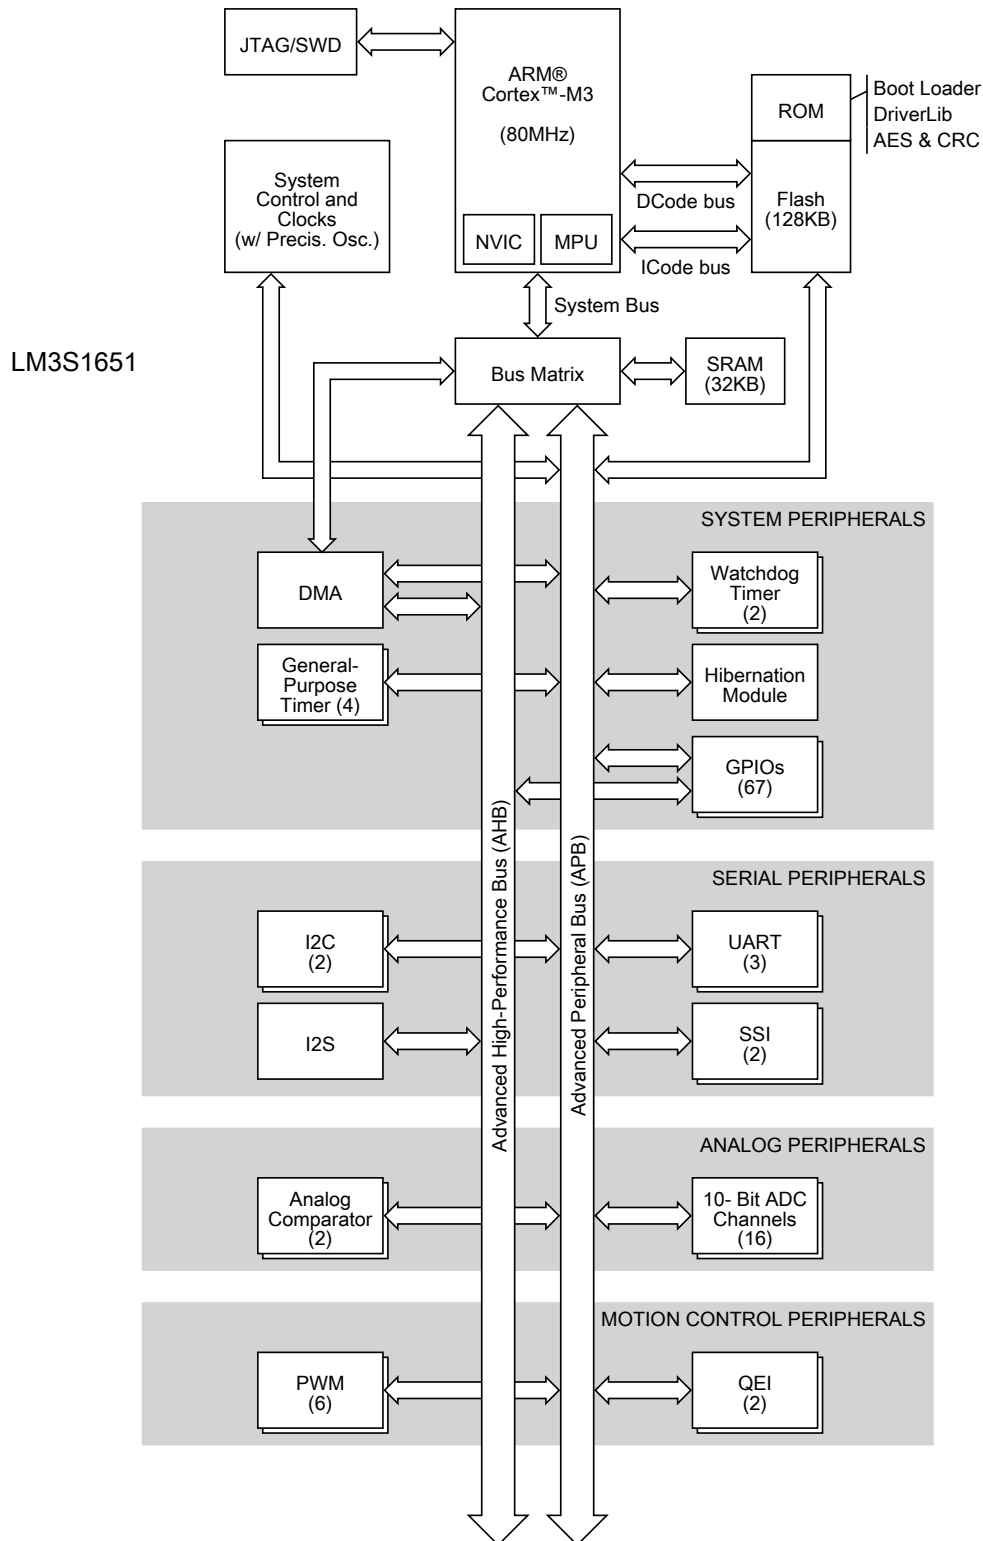 JTAG/SWD
ARM®
Cortex™-M3
(80MHz)
NVIC
MPU
ROM
Boot Loader
DriverLib
AES & CRC
System
Control and
Clocks
(w/ Precis. Osc.)
DCode bus
Flash
(128KB)
ICode bus
System Bus
LM3S1651
Bus Matrix
SRAM
(32KB)
SYSTEM PERIPHERALS
DMA
Watchdog
Timer
(2)
General-
Purpose
Timer (4)
Hibernation
Module
GPIOs
(67)
Advanced High-Performance Bus (AHB)
Advanced Peripheral Bus (APB)
SERIAL PERIPHERALS
I2C
(2)
UART
(3)
I2S
SSI
(2)
ANALOG PERIPHERALS
Analog
Comparator
(2)
10- Bit ADC
Channels
(16)
MOTION CONTROL PERIPHERALS
PWM
(6)
QEI
(2)